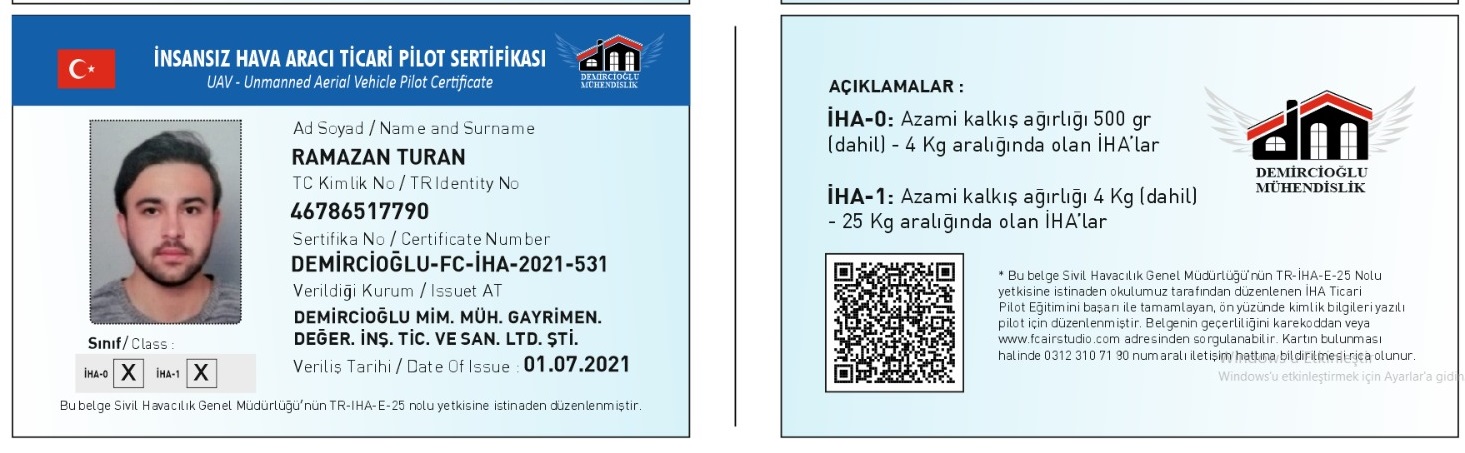 İNSANSIZ HAVA ARACI TİCARİ PİLOT SERTİFİKASI
UAV - Unmanned Aerial Vehicle Pilot Certificate
DEMİRCİOĞLU
MÜHENDİSLİK
Ad Soyad / Name and Surname
RAMAZAN TURAN
TC Kimlik No / TR Identity No
46786517790
Sertifika No / Certificate Number
DEMİRCİOĞLU-FC-İHA-2021-531
Verildiği Kurum / Issuet AT
DEMİRCİOĞLU MİM. MÜH. GAYRİMEN.
DEĞER. İNŞ. TİC. VE SAN. LTD. ŞTİ.
Veriliş Tarihi / Date Of Issue : 01.07.2021
Sınıf/ Class :
İHA-0 X İHA-1 X
Bu belge Sivil Havacılık Genel Müdürlüğü'nün TR-IHA-E-25 nolu yetkisine istinaden düzenlenmiştir.
AÇIKLAMALAR :
İHA-0: Azami kalkış ağırlığı 500 gr
(dahil) - 4 Kg aralığında olan İHA'lar
İHA-1: Azami kalkış ağırlığı 4 Kg (dahil)
- 25 Kg aralığında olan İHA'lar
DEMİRCİOĞLU
MÜHENDİSLİK
* Bu belge Sivil Havacılık Genel Müdürlüğü'nün TR-İHA-E-25 Nolu
yetkisine istinaden okulumuz tarafından düzenlenen İHA Ticari
Pilot Eğitimini başarı ile tamamlayan, ön yüzünde kimlik bilgileri yazılı
pilot için düzenlenmiştir. Belgenin geçerliliğini karekoddan veya
www.fcairstudio.com adresinden sorgulanabilir. Kartın bulunması
halinde 0312 310 71 90 numaralı iletişim hattına bildirilmesi rica olunur.
Windows'u Etkinleştir
Windows'u etkinleştirmek için Ayarlar'a gidin.